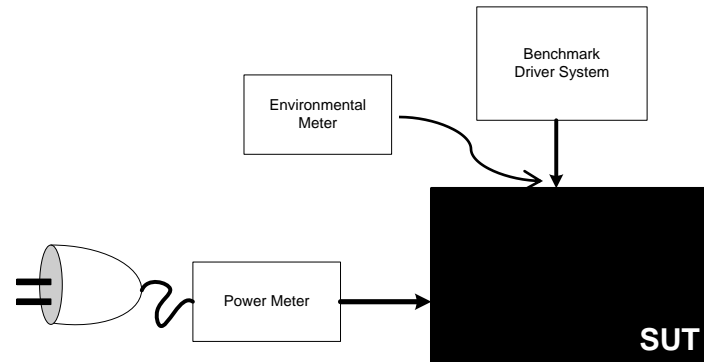 Benchmark
Driver System
Environmental
Meter
Power Meter
SUT